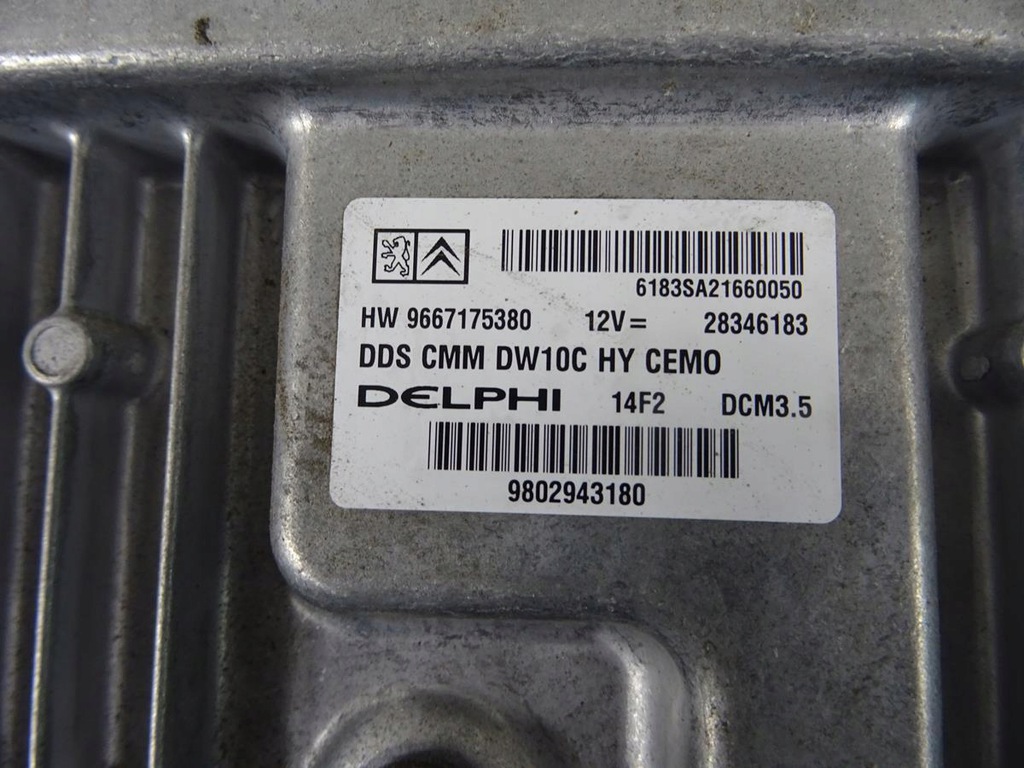 6183SA21660050
HW 9667175380 12V= 28346183
DDS CMM DW10C HY CEMO
DELPHI 14F2 DCM3.5
9802943180